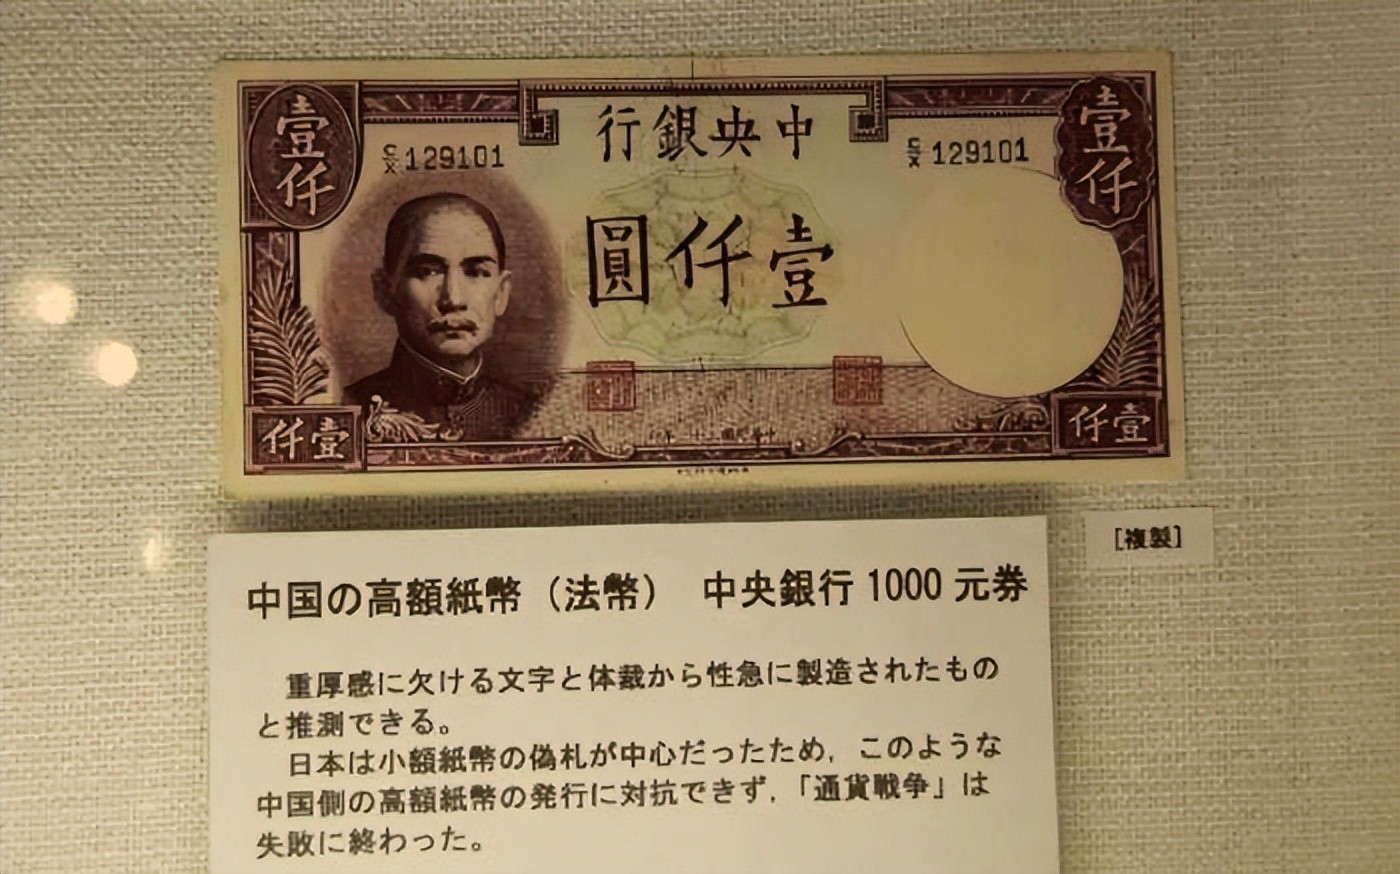 壹仟
中央銀行
壹仟
C/X 129101
C/X 129101
壹仟圓
壹仟
壹仟
[複製]
中国の高額紙幣（法幣）　中央銀行1000元券
重厚感に欠ける文字と体裁から性急に製造されたもの
と推測できる。
日本は小額紙幣の偽札が中心だったため，このような
中国側の高額紙幣の発行に対抗できず，「通貨戦争」は
失敗に終わった。